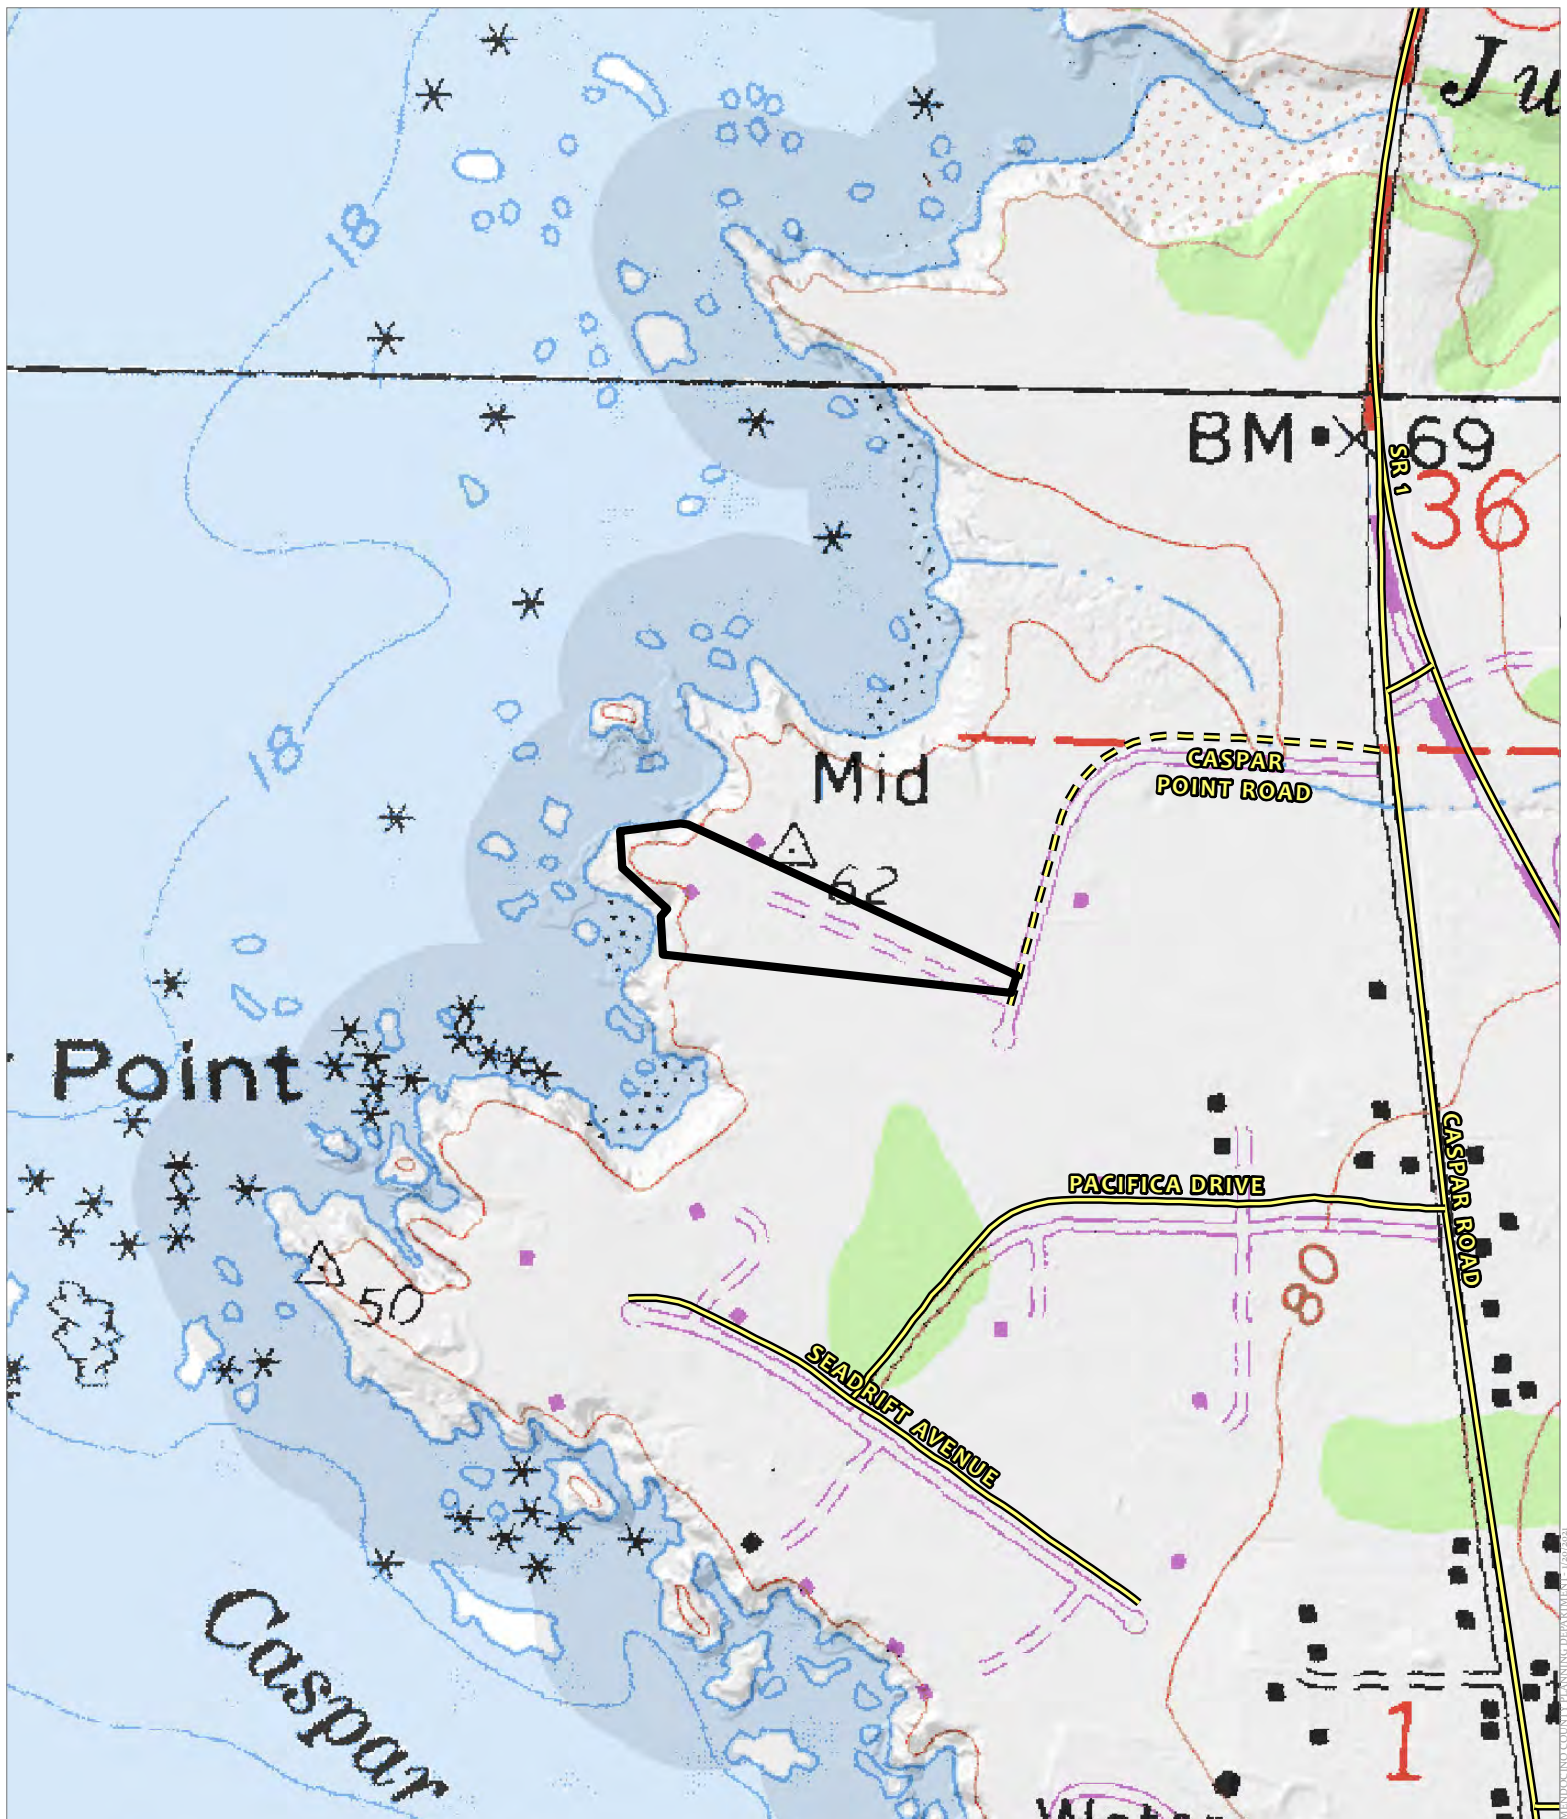 Ju
18
BM
69
SR 1
36
18
Mid
CASPAR
POINT ROAD
62
Point
CASPAR ROAD
PACIFICA DRIVE
50
80
SEADRIFT AVENUE
Caspar
1